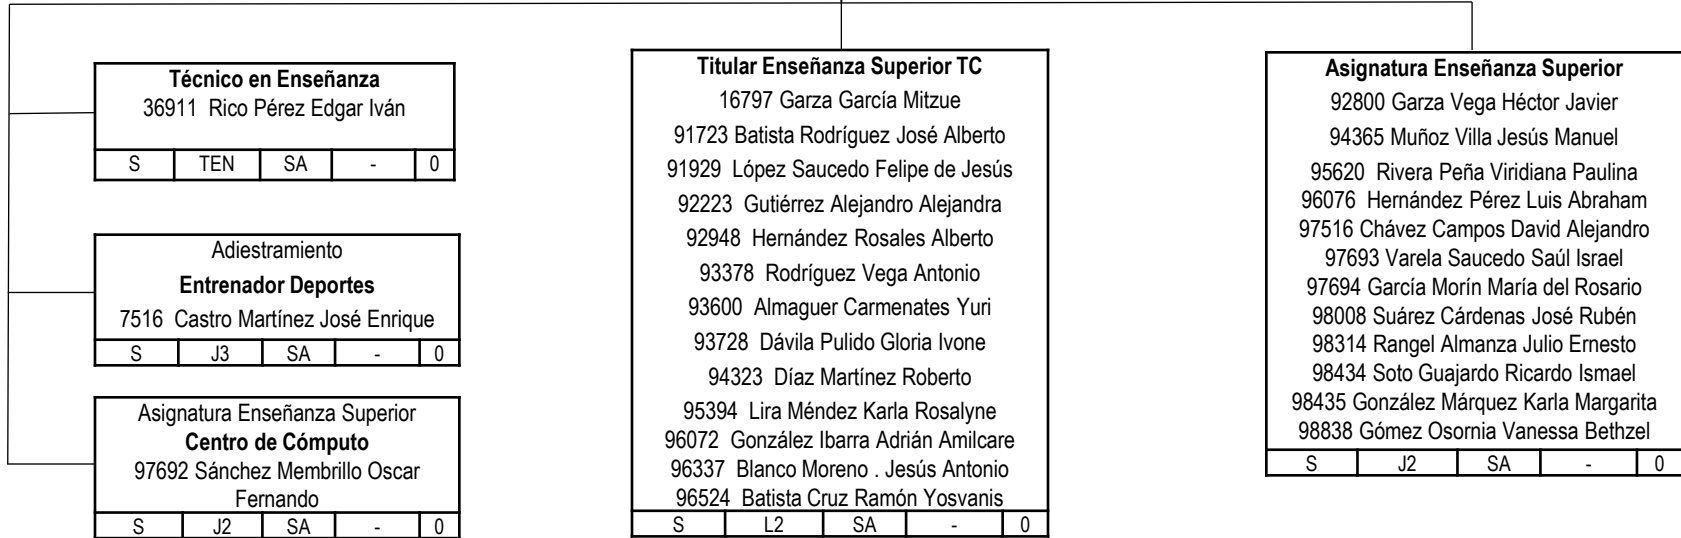 Técnico en Enseñanza
36911 Rico Pérez Edgar Iván
S TEN SA - 0
Adiestramiento
Entrenador Deportes
7516 Castro Martínez José Enrique
S J3 SA - 0
Asignatura Enseñanza Superior
Centro de Cómputo
97692 Sánchez Membrillo Oscar
Fernando
S J2 SA - 0
Titular Enseñanza Superior TC
16797 Garza García Mitzue
91723 Batista Rodríguez José Alberto
91929 López Saucedo Felipe de Jesús
92223 Gutiérrez Alejandro Alejandra
92948 Hernández Rosales Alberto
93378 Rodríguez Vega Antonio
93600 Almaguer Carmenates Yuri
93728 Dávila Pulido Gloria Ivone
94323 Díaz Martínez Roberto
95394 Lira Méndez Karla Rosalyne
96072 González Ibarra Adrián Amilcare
96337 Blanco Moreno . Jesús Antonio
96524 Batista Cruz Ramón Yosvanis
S L2 SA - 0
Asignatura Enseñanza Superior
92800 Garza Vega Héctor Javier
94365 Muñoz Villa Jesús Manuel
95620 Rivera Peña Viridiana Paulina
96076 Hernández Pérez Luis Abraham
97516 Chávez Campos David Alejandro
97693 Varela Saucedo Saúl Israel
97694 García Morín María del Rosario
98008 Suárez Cárdenas José Rubén
98314 Rangel Almanza Julio Ernesto
98434 Soto Guajardo Ricardo Ismael
98435 González Márquez Karla Margarita
98838 Gómez Osornia Vanessa Bethzel
S J2 SA - 0